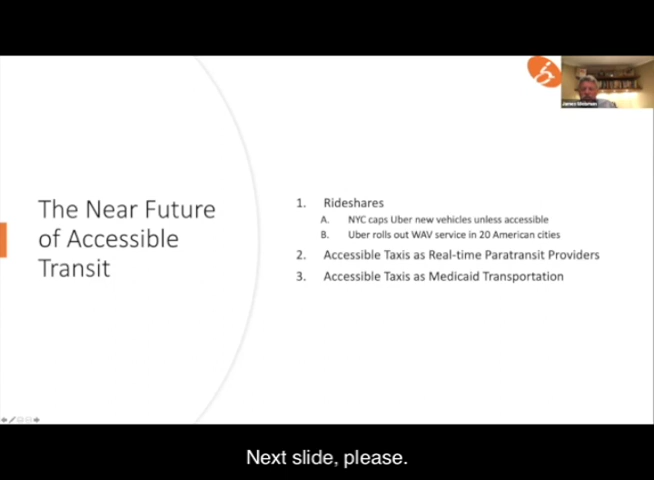 The Near Future
of Accessible
Transit
1. Rideshares
A. NYC caps Uber new vehicles unless accessible
B. Uber rolls out WAV service in 20 American cities
2. Accessible Taxis as Real-time Paratransit Providers
3. Accessible Taxis as Medicaid Transportation
Next slide, please.